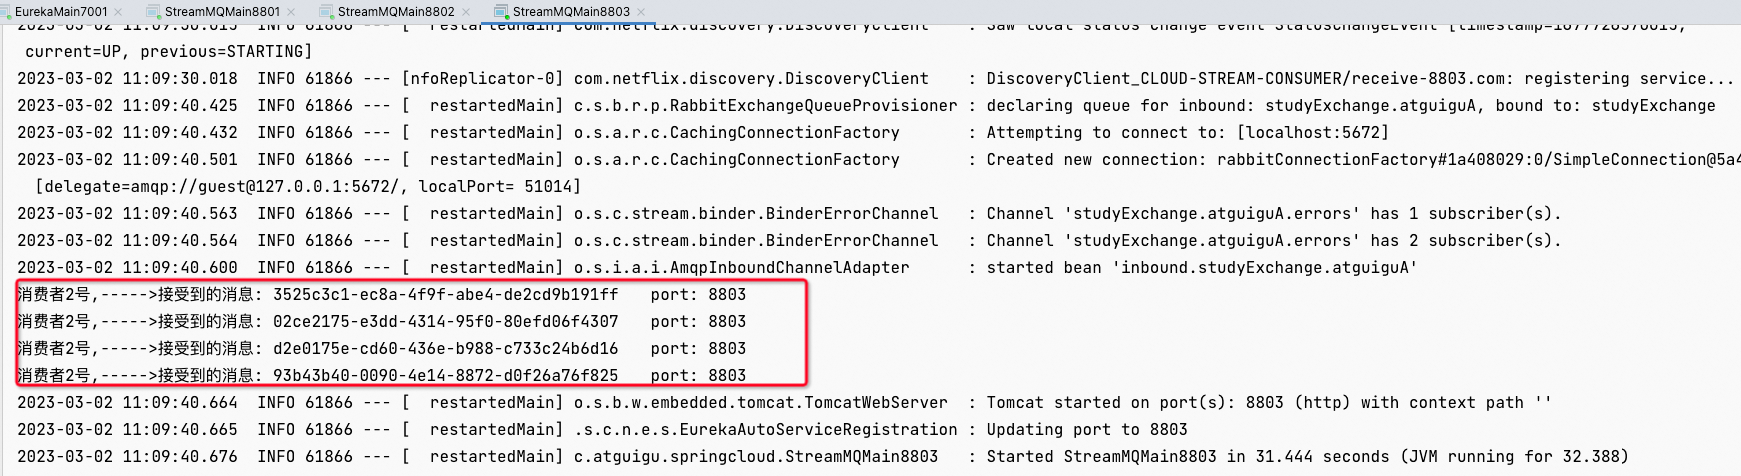 EurekaMain7001 StreamMQMain8801 StreamMQMain8802 StreamMQMain8803
current=UP, previous=STARTING]
2023-03-02 11:09:30.018  INFO 61866 --- [nfoReplicator-0] com.netflix.discovery.DiscoveryClient    : DiscoveryClient_CLOUD-STREAM-CONSUMER/receive-8803.com: registering service...
2023-03-02 11:09:40.425  INFO 61866 --- [  restartedMain] c.s.b.r.p.RabbitExchangeQueueProvisioner : declaring queue for inbound: studyExchange.atguiguA, bound to: studyExchange
2023-03-02 11:09:40.432  INFO 61866 --- [  restartedMain] o.s.a.r.c.CachingConnectionFactory       : Attempting to connect to: [localhost:5672]
2023-03-02 11:09:40.501  INFO 61866 --- [  restartedMain] o.s.a.r.c.CachingConnectionFactory       : Created new connection: rabbitConnectionFactory#1a408029:0/SimpleConnection@5a4
[delegate=amqp://guest@127.0.0.1:5672/, localPort= 51014]
2023-03-02 11:09:40.563  INFO 61866 --- [  restartedMain] o.s.c.stream.binder.BinderErrorChannel   : Channel 'studyExchange.atguiguA.errors' has 1 subscriber(s).
2023-03-02 11:09:40.564  INFO 61866 --- [  restartedMain] o.s.c.stream.binder.BinderErrorChannel   : Channel 'studyExchange.atguiguA.errors' has 2 subscriber(s).
2023-03-02 11:09:40.600  INFO 61866 --- [  restartedMain] o.s.i.a.i.AmqpInboundChannelAdapter      : started bean 'inbound.studyExchange.atguiguA'
消费者2号,----->接受到的消息: 3525c3c1-ec8a-4f9f-abe4-de2cd9b191ff   port: 8803
消费者2号,----->接受到的消息: 02ce2175-e3dd-4314-95f0-80efd06f4307   port: 8803
消费者2号,----->接受到的消息: d2e0175e-cd60-436e-b988-c733c24b6d16   port: 8803
消费者2号,----->接受到的消息: 93b43b40-0090-4e14-8872-d0f26a76f825   port: 8803
2023-03-02 11:09:40.664  INFO 61866 --- [  restartedMain] o.s.b.w.embedded.tomcat.TomcatWebServer  : Tomcat started on port(s): 8803 (http) with context path ''
2023-03-02 11:09:40.665  INFO 61866 --- [  restartedMain] .s.c.n.e.s.EurekaAutoServiceRegistration : Updating port to 8803
2023-03-02 11:09:40.676  INFO 61866 --- [  restartedMain] c.atguigu.springcloud.StreamMQMain8803   : Started StreamMQMain8803 in 31.444 seconds (JVM running for 32.388)